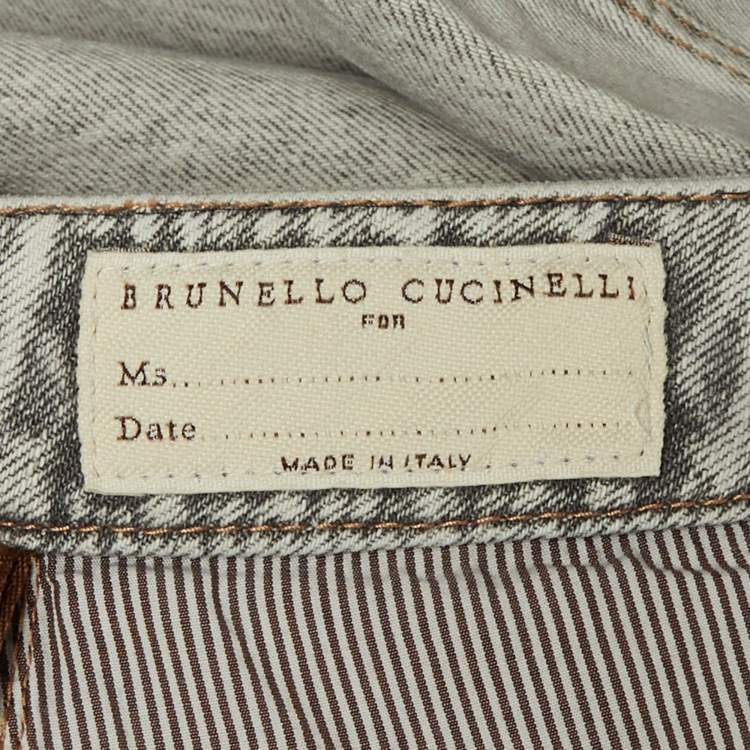 BRUNELLO CUCINELLI
FOR
Ms..............................
Date..............................
MADE IN ITALY